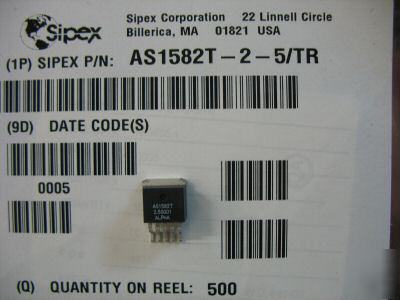 Sipex
Sipex Corporation 22 Linnell Circle
Billerica, MA 01821 USA
(1P) SIPEX P/N: AS1582T-2-5/TR
(9D) DATE CODE(S)
0005
AS1582T
2.50001
ALPHA
(Q) QUANTITY ON REEL: 500